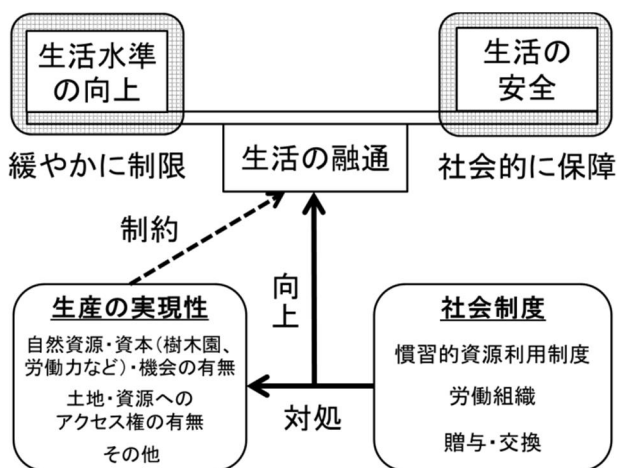 生活水準
の向上
生活の
安全
緩やかに制限
生活の融通
社会的に保障
制約
向上
生産の実現性
自然資源・資本(樹木園、
労働力など)・機会の有無
土地・資源への
アクセス権の有無
その他
対処
社会制度
慣習的資源利用制度
労働組織
贈与・交換